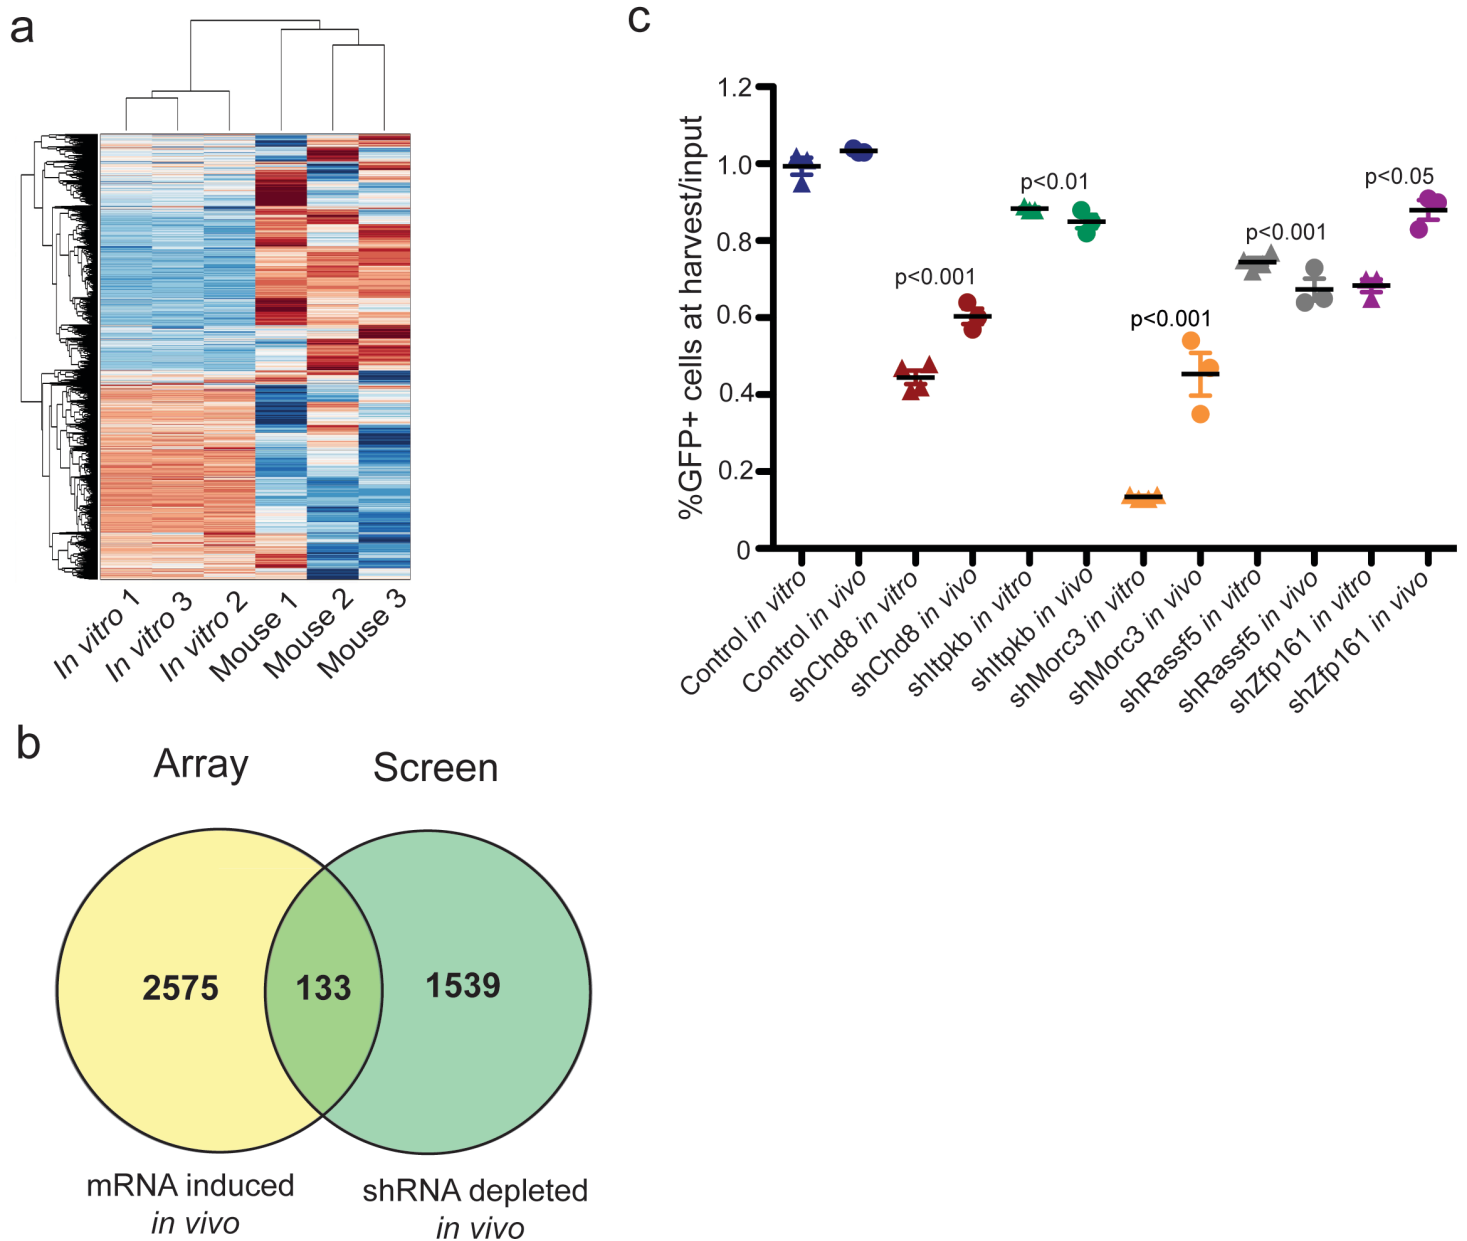 a
In vitro 1
In vitro 3
In vitro 2
Mouse 1
Mouse 2
Mouse 3
b
Array
Screen
2575
133
1539
mRNA induced
in vivo
shRNA depleted
in vivo
c
%GFP+ cells at harvest/input
1.2
1.0
0.8
0.6
0.4
0.2
0
p<0.001
p<0.01
p<0.001
p<0.001
p<0.05
Control in vitro
Control in vivo
shChd8 in vitro
shChd8 in vivo
shItpkb in vitro
shItpkb in vivo
shMorc3 in vitro
shMorc3 in vivo
shRassf5 in vitro
shRassf5 in vivo
shZfp161 in vitro
shZfp161 in vivo